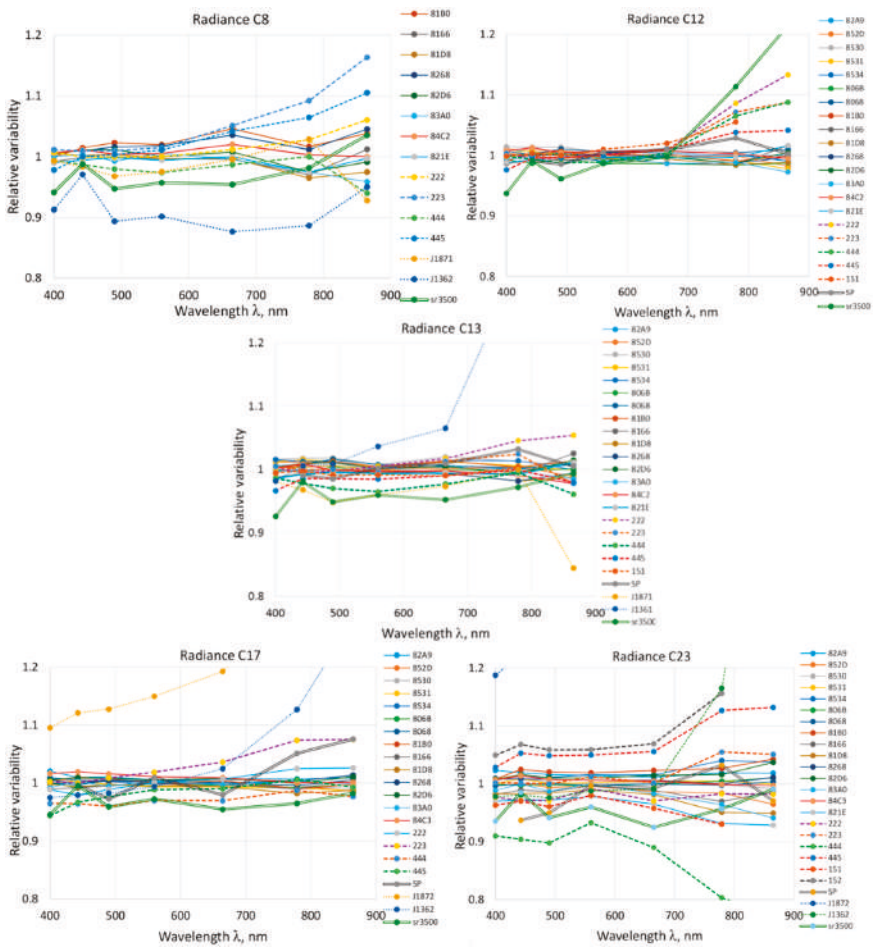 Radiance C8
1.2
1.1
1
0.9
0.8
Relative variability
400 500 600 700 800 900
Wavelength λ, nm
81B0
8166
81D8
8268
82D6
83A0
84C2
821E
222
223
444
445
J1871
J1362
sr3500
Radiance C12
1.2
1.1
1
0.9
0.8
Relative variability
400 500 600 700 800 900
Wavelength λ, nm
82A9
852D
8530
8531
8534
806B
806B
81B0
8166
81D8
8268
82D6
83A0
84C2
821E
222
223
444
445
151
SP
sr3500
Radiance C13
1.2
1.1
1
0.9
0.8
Relative variability
400 500 600 700 800 900
Wavelength λ, nm
82A9
852D
8530
8531
8534
806B
806B
81B0
8166
81D8
8268
82D6
83A0
84C2
821E
222
223
444
445
151
SP
J1871
J1361
sr3500
Radiance C17
1.2
1.1
1
0.9
0.8
Relative variability
400 500 600 700 800 900
Wavelength λ, nm
82A9
852D
8530
8531
8534
806B
806B
81B0
8166
81D8
8268
82D6
83A0
84C3
222
223
444
445
SP
J1872
J1362
sr3500
Radiance C23
1.2
1.1
1
0.9
0.8
Relative variability
400 500 600 700 800 900
Wavelength λ, nm
82A9
852D
8530
8531
8534
806B
806B
81B0
8166
81D8
8268
82D6
83A0
84C3
821E
222
223
444
445
151
152
SP
J1872
J1362
sr3500